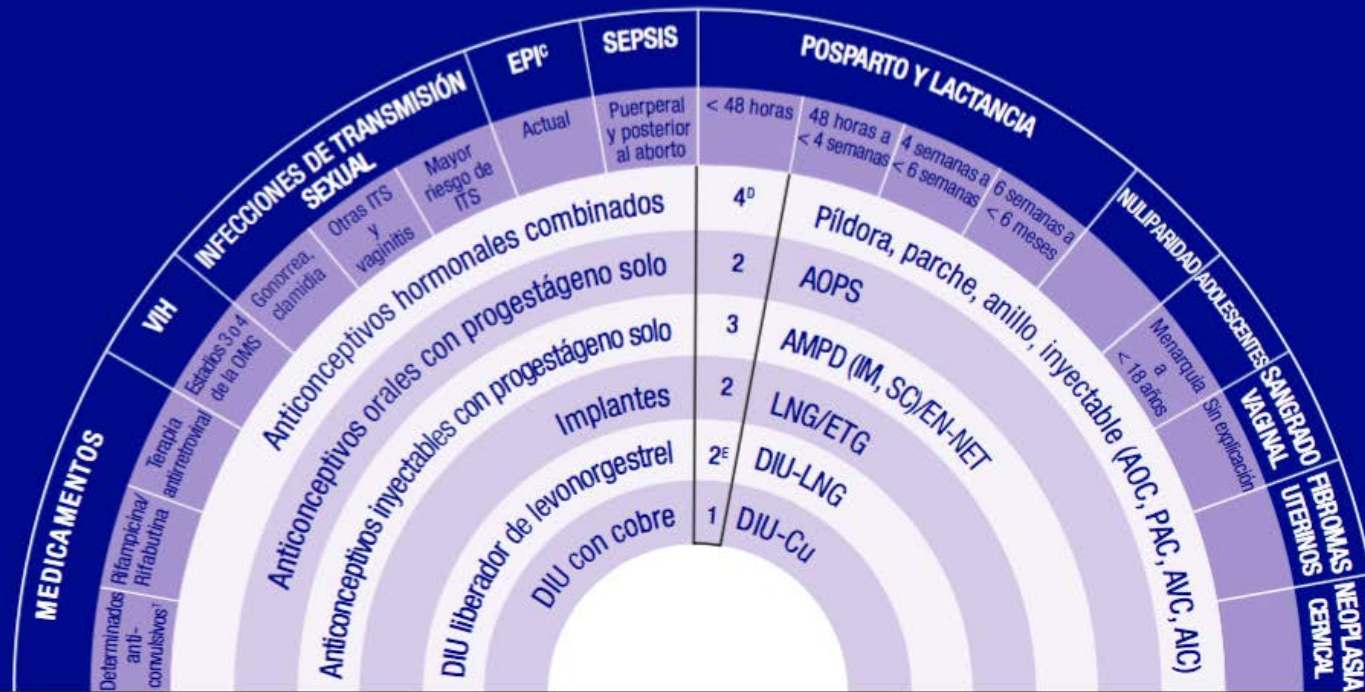 MEDICAMENTOS
VIH
INFECCIONES DE TRANSMISIÓN
SEXUAL
EPIᶜ
SEPSIS
POSPARTO Y LACTANCIA
NULIPARIDAD
ADOLESCENTES
SANGRADO
VAGINAL
FIBROMAS
UTERINOS
NEOPLASIA
CERVICAL
Determinados
anti-
convulsivos†
Rifampicina/
Rifabutina
Terapia
antirretroviral
Estadios 3 o 4
de la OMS
Gonorrea,
clamidia
Otras ITS
y
vaginitis
Mayor
riesgo de
ITS
Actual
Puerperal
y posterior
al aborto
< 48 horas
48 horas a
< 4 semanas
4 semanas a
< 6 semanas
6 semanas a
< 6 meses
Menarquia
a
< 18 años
Sin explicación
Anticonceptivos hormonales combinados
4ᴰ
Píldora, parche, anillo, inyectable (AOC, PAC, AVC, AIC)
Anticonceptivos orales con progestágeno solo
2
AOPS
Anticonceptivos inyectables con progestágeno solo
3
AMPD (IM, SC)/EN-NET
Implantes
2
LNG/ETG
DIU liberador de levonorgestrel
2ᴱ
DIU-LNG
DIU con cobre
1
DIU-Cu